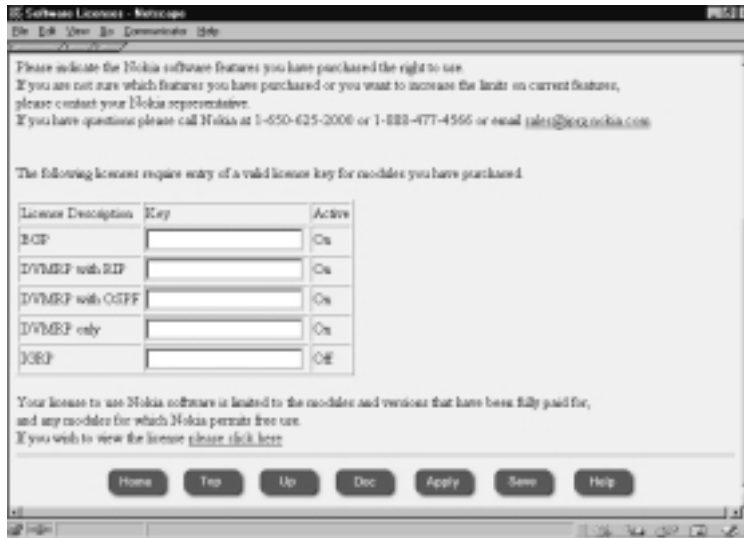 Software Licenses - Netscape
File Edit View Go Communicator Help
Please indicate the Nokia software features you have purchased the right to use.
If you are not sure which features you have purchased or you want to increase the limits on current features,
please contact your Nokia representative.
If you have questions please call Nokia at 1-650-625-2000 or 1-888-477-4566 or email sales@iprg.nokia.com
The following licenses require entry of a valid license key for modules you have purchased.
License Description Key Active
BGP On
DVMRP with RIP On
DVMRP with OSPF On
DVMRP only On
IGRP Off
Your license to use Nokia software is limited to the modules and versions that have been fully paid for,
and any modules for which Nokia permits free use.
If you wish to view the license please click here
Home Top Up Doc Apply Save Help